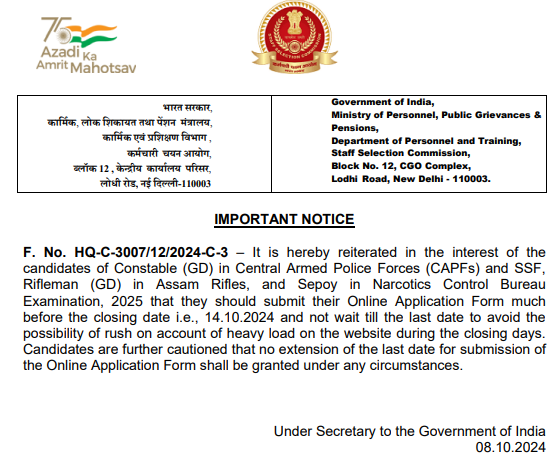 75
Azadi Ka
Amrit Mahotsav
STAFF SELECTION COMMISSION
भारत सरकार,
कार्मिक, लोक शिकायत तथा पेंशन मंत्रालय,
कार्मिक एवं प्रशिक्षण विभाग ,
कर्मचारी चयन आयोग,
ब्लॉक 12 , केन्द्रीय कार्यालय परिसर,
लोधी रोड, नई दिल्ली-110003
Government of India,
Ministry of Personnel, Public Grievances &
Pensions,
Department of Personnel and Training,
Staff Selection Commission,
Block No. 12, CGO Complex,
Lodhi Road, New Delhi - 110003.
IMPORTANT NOTICE
F. No. HQ-C-3007/12/2024-C-3 – It is hereby reiterated in the interest of the
candidates of Constable (GD) in Central Armed Police Forces (CAPFs) and SSF,
Rifleman (GD) in Assam Rifles, and Sepoy in Narcotics Control Bureau
Examination, 2025 that they should submit their Online Application Form much
before the closing date i.e., 14.10.2024 and not wait till the last date to avoid the
possibility of rush on account of heavy load on the website during the closing days.
Candidates are further cautioned that no extension of the last date for submission of
the Online Application Form shall be granted under any circumstances.
Under Secretary to the Government of India
08.10.2024